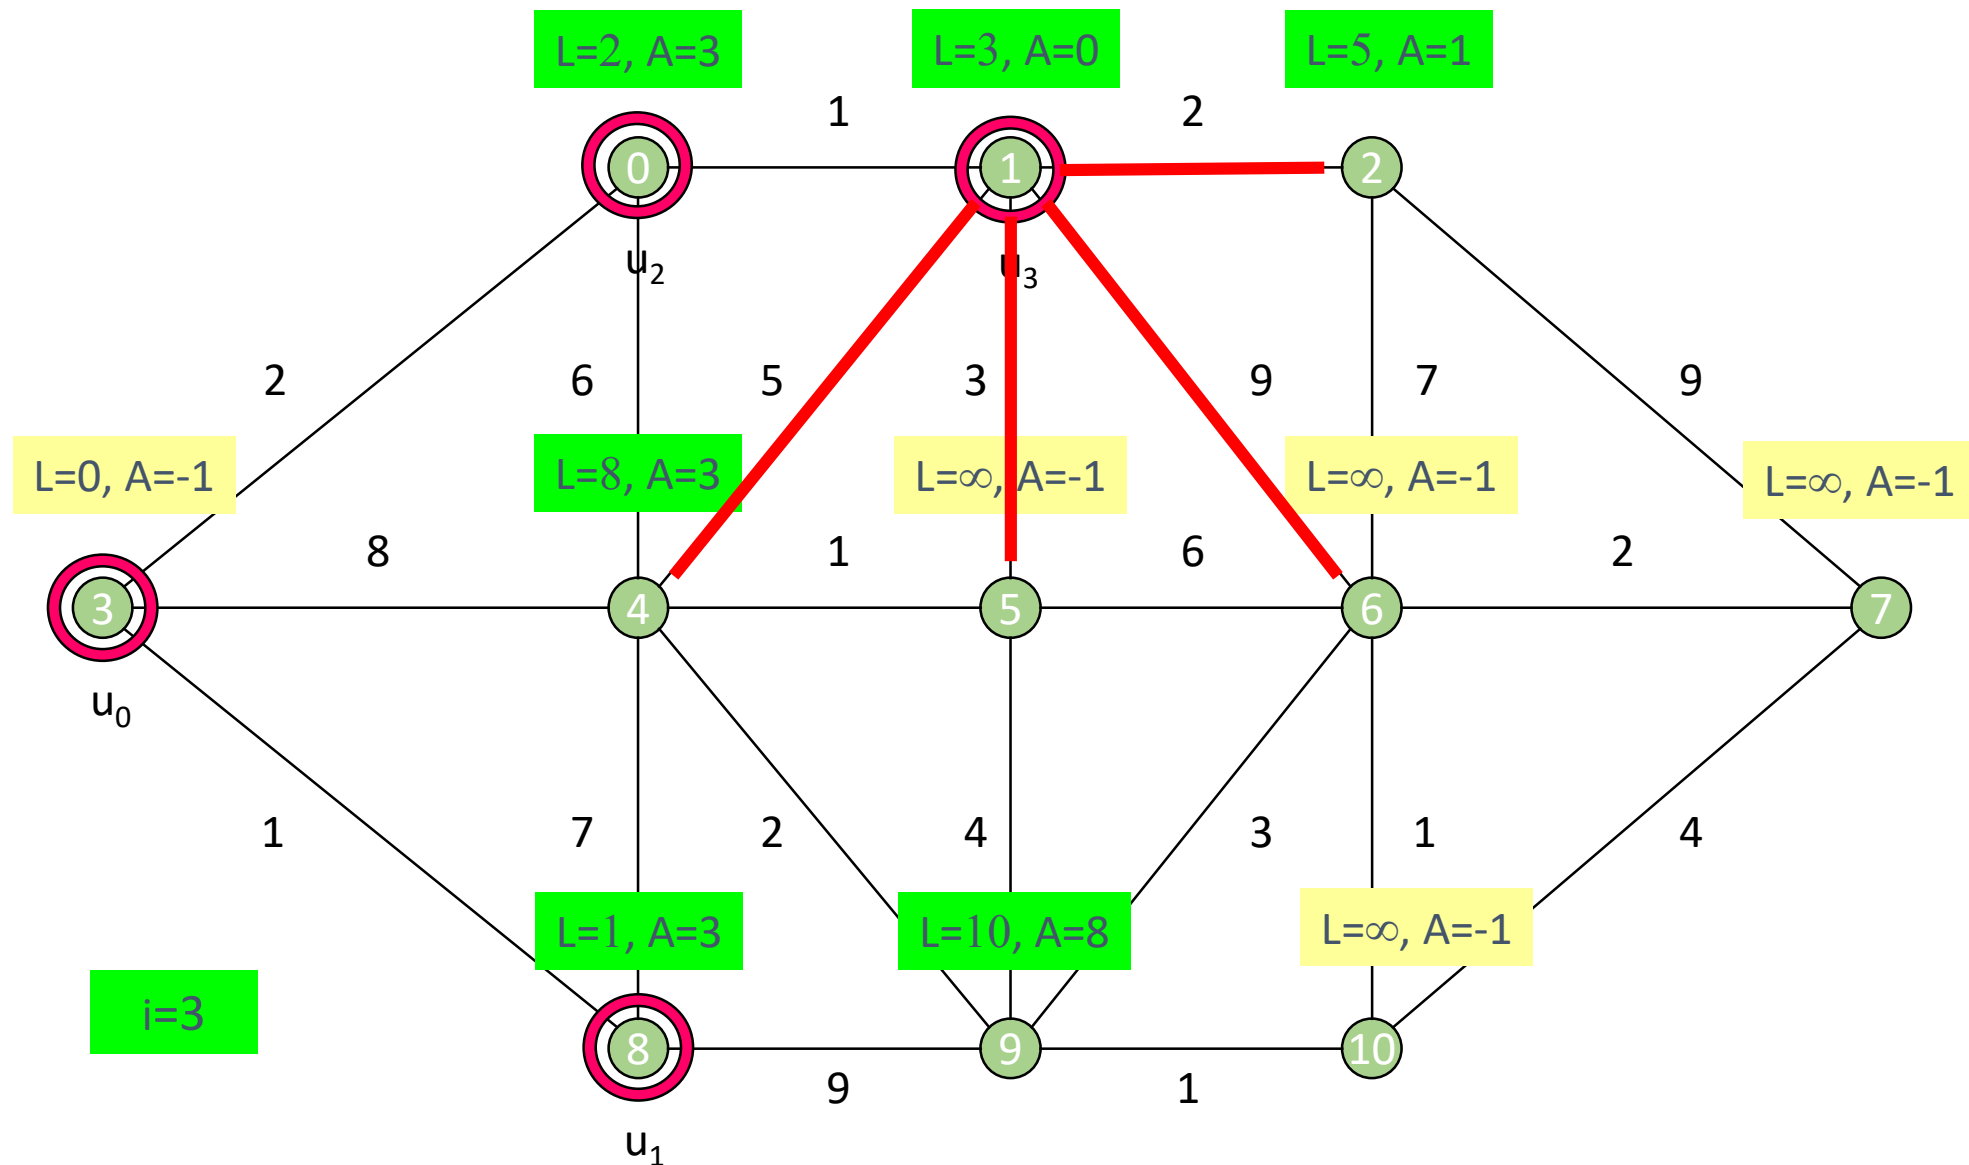 L=2, A=3
L=3, A=0
L=5, A=1
1
2
0
1
2
u2
u3
2
6
5
3
9
7
9
L=0, A=-1
L=8, A=3
L=∞, A=-1
L=∞, A=-1
L=∞, A=-1
8
1
6
2
3
4
5
6
7
u0
1
7
2
4
3
1
4
L=1, A=3
L=10, A=8
L=∞, A=-1
i=3
8
9
10
9
1
u1